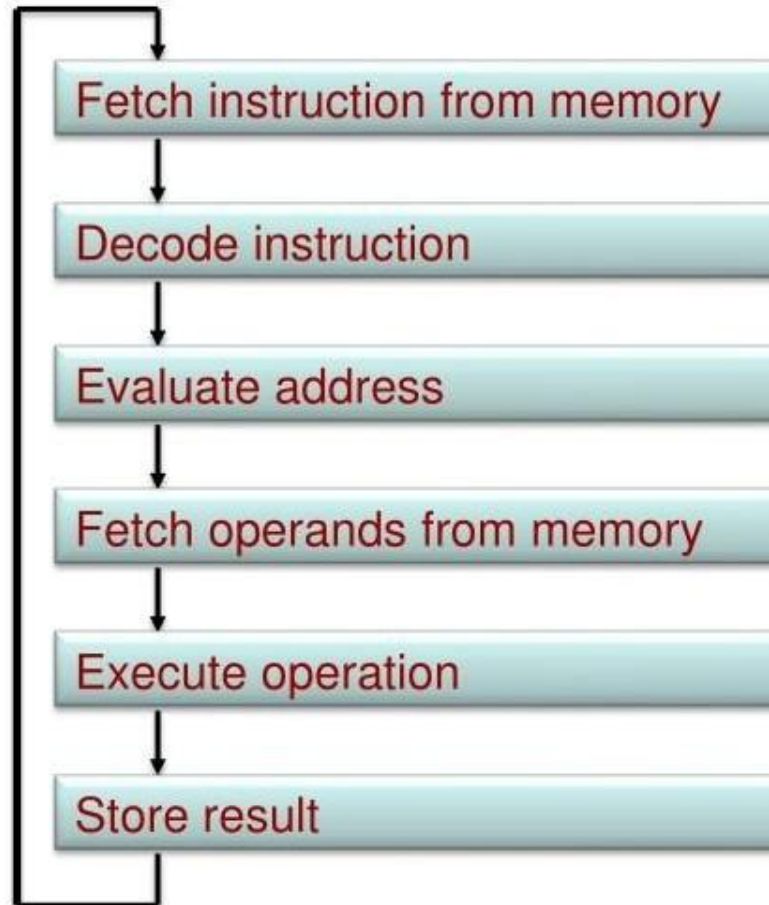 Fetch instruction from memory
Decode instruction
Evaluate address
Fetch operands from memory
Execute operation
Store result